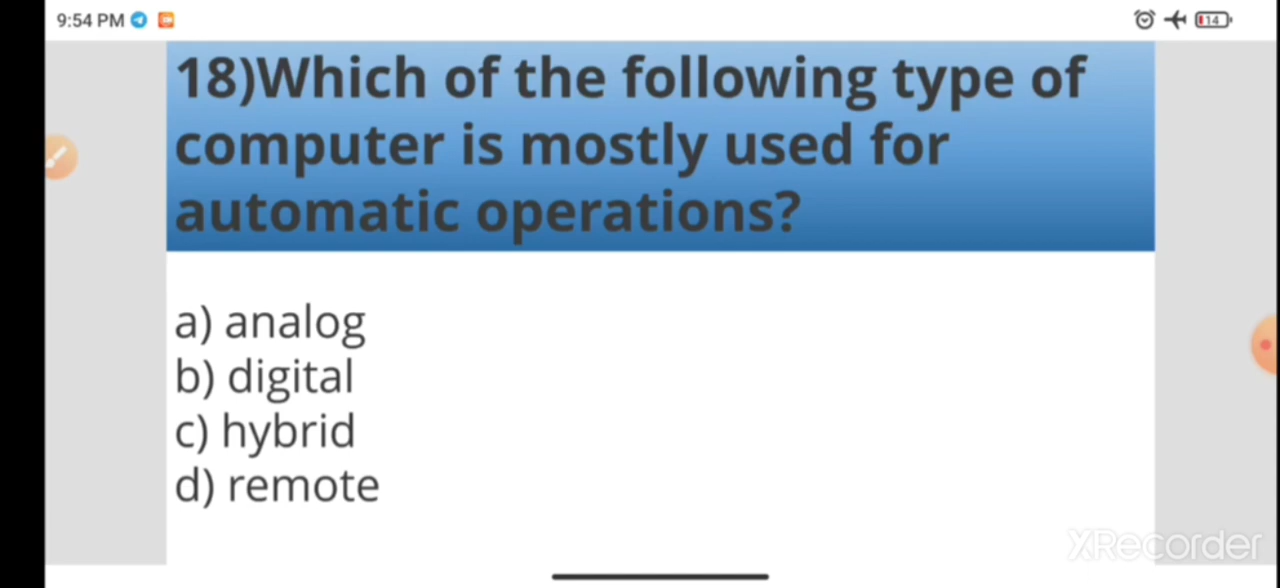 9:54 PM
14
18)Which of the following type of
computer is mostly used for
automatic operations?
a) analog
b) digital
c) hybrid
d) remote
XRecorder